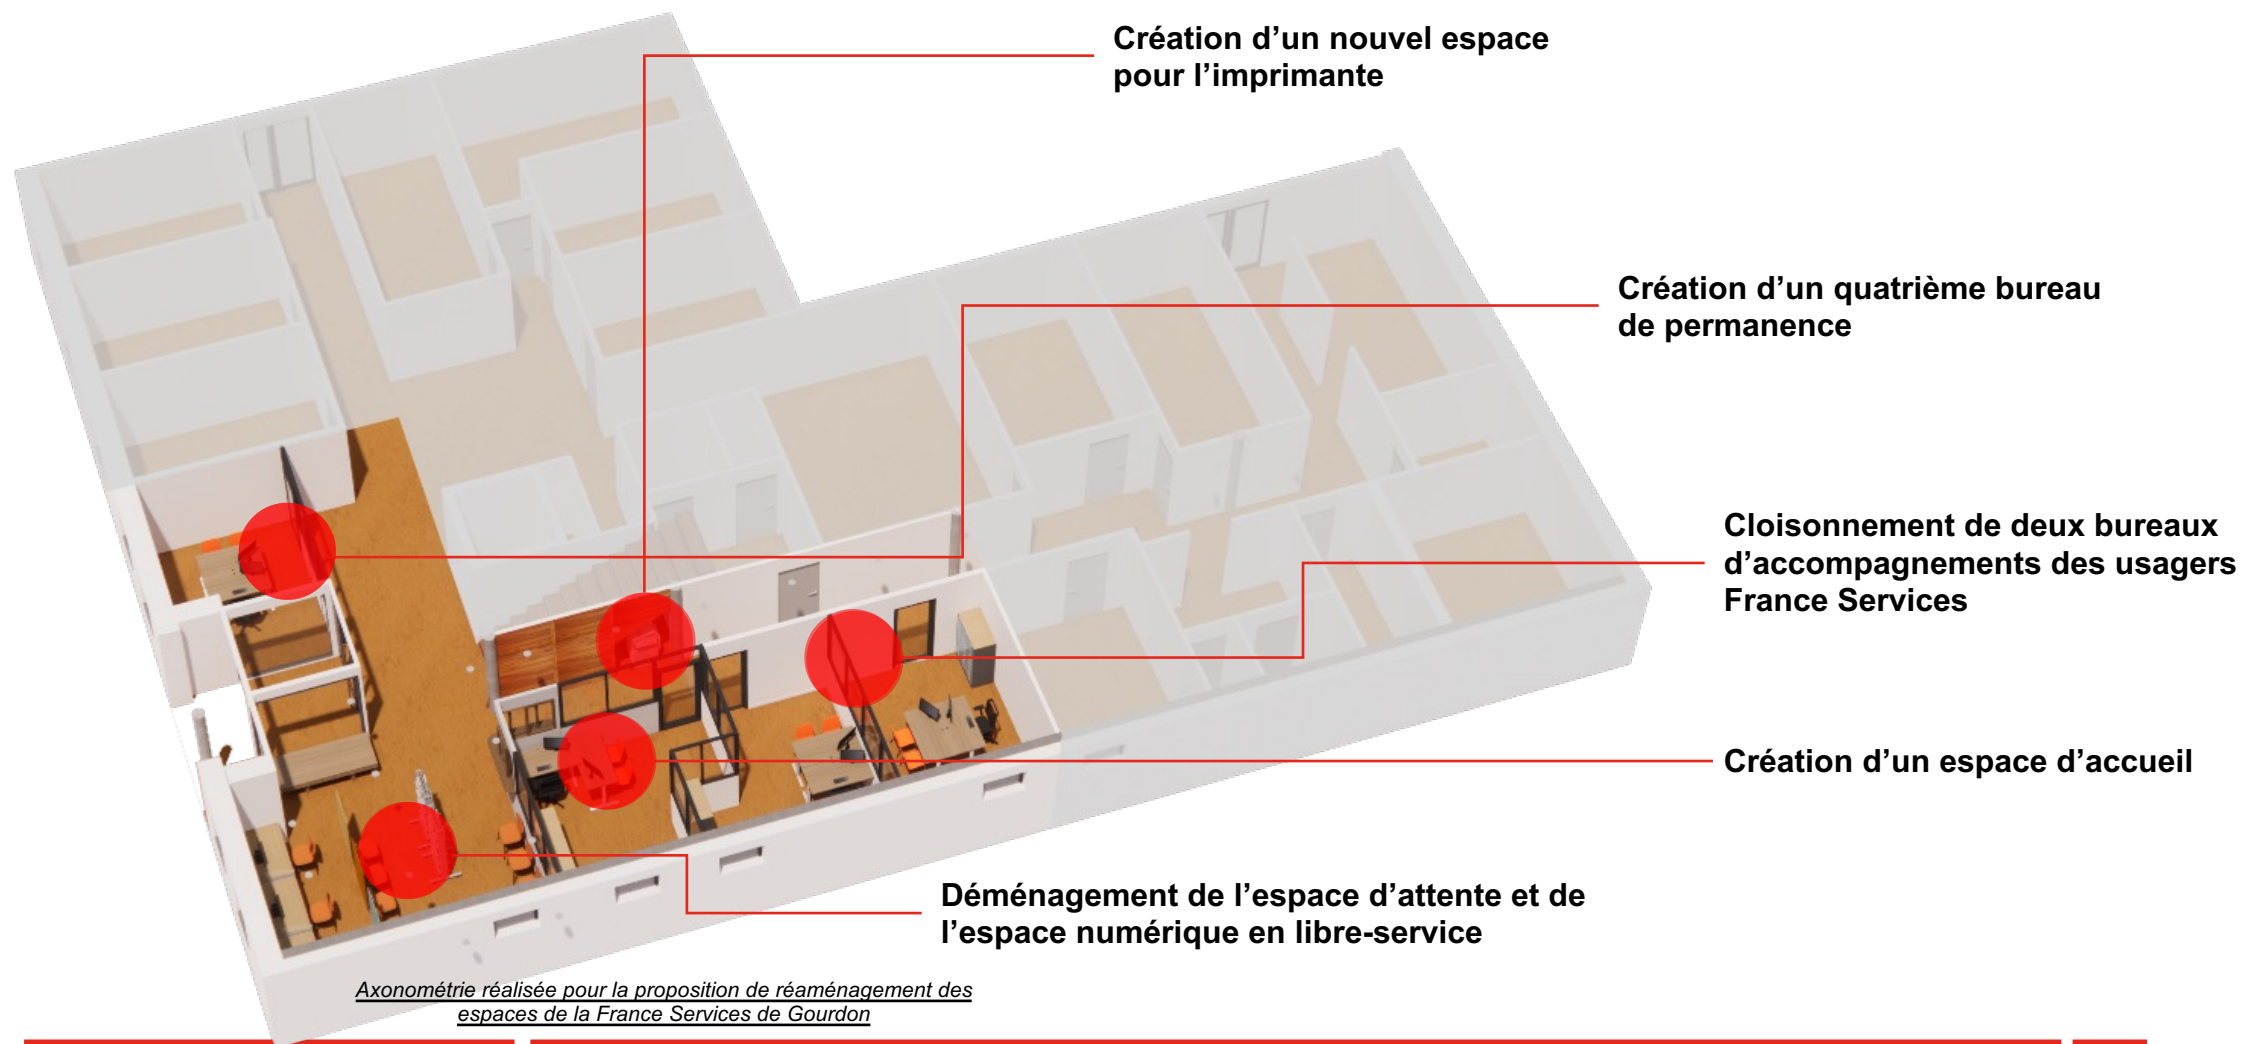 Création d’un nouvel espace
pour l’imprimante
Création d’un quatrième bureau
de permanence
Cloisonnement de deux bureaux
d’accompagnements des usagers
France Services
Création d’un espace d’accueil
Déménagement de l’espace d’attente et de
l’espace numérique en libre-service
Axonométrie réalisée pour la proposition de réaménagement des
espaces de la France Services de Gourdon